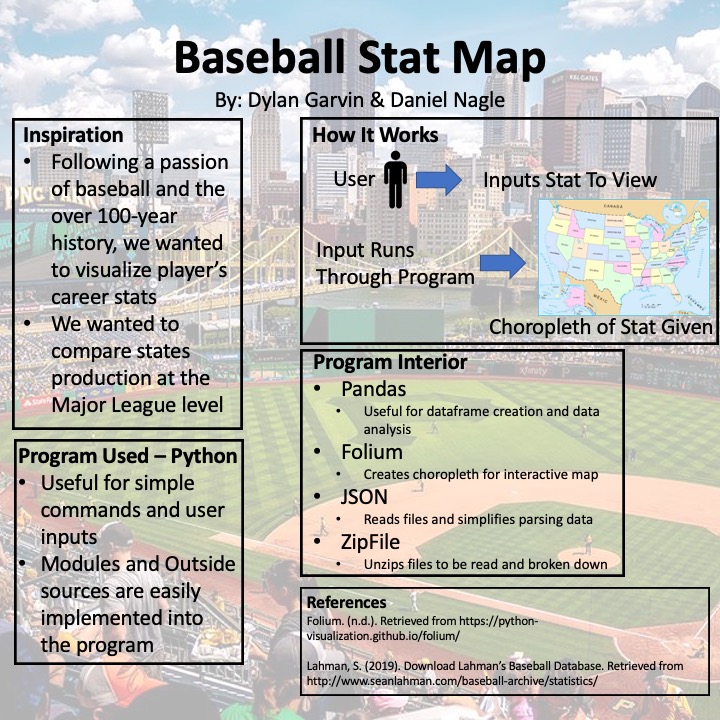 Baseball Stat Map
By: Dylan Garvin & Daniel Nagle
Inspiration
• Following a passion
of baseball and the
over 100-year
history, we wanted
to visualize player's
career stats
• We wanted to
compare states
production at the
Major League level
Program Used – Python
• Useful for simple
commands and user
inputs
• Modules and Outside
sources are easily
implemented into
the program
How It Works
User
Inputs Stat To View
Input Runs
Through Program
CANADA
MEXICO
Choropleth of Stat Given
Program Interior
• Pandas
• Useful for dataframe creation and data
analysis
• Folium
• Creates choropleth for interactive map
• JSON
• Reads files and simplifies parsing data
• ZipFile
• Unzips files to be read and broken down
References
Folium. (n.d.). Retrieved from https://python-
visualization.github.io/folium/
Lahman, S. (2019). Download Lahman's Baseball Database. Retrieved from
http://www.seanlahman.com/baseball-archive/statistics/
PNC PARK
K&L GATES
xfinity